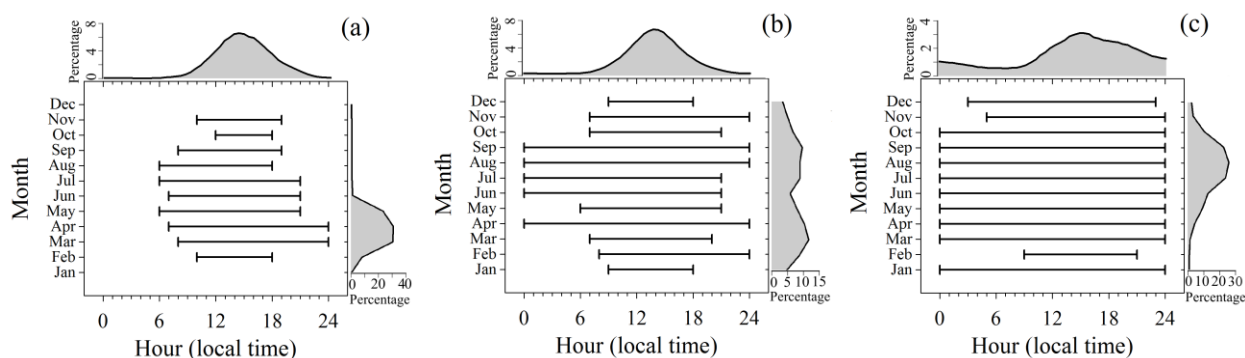 (a)
Percentage
0 4 8
Dec
Nov
Oct
Sep
Aug
Jul
Jun
May
Apr
Mar
Feb
Jan
Month
0 20 40
Percentage
0 6 12 18 24
Hour (local time)
(b)
Percentage
0 4 8
Dec
Nov
Oct
Sep
Aug
Jul
Jun
May
Apr
Mar
Feb
Jan
Month
0 5 10 15
Percentage
0 6 12 18 24
Hour (local time)
(c)
Percentage
0 2 4
Dec
Nov
Oct
Sep
Aug
Jul
Jun
May
Apr
Mar
Feb
Jan
Month
0 10 20 30
Percentage
0 6 12 18 24
Hour (local time)